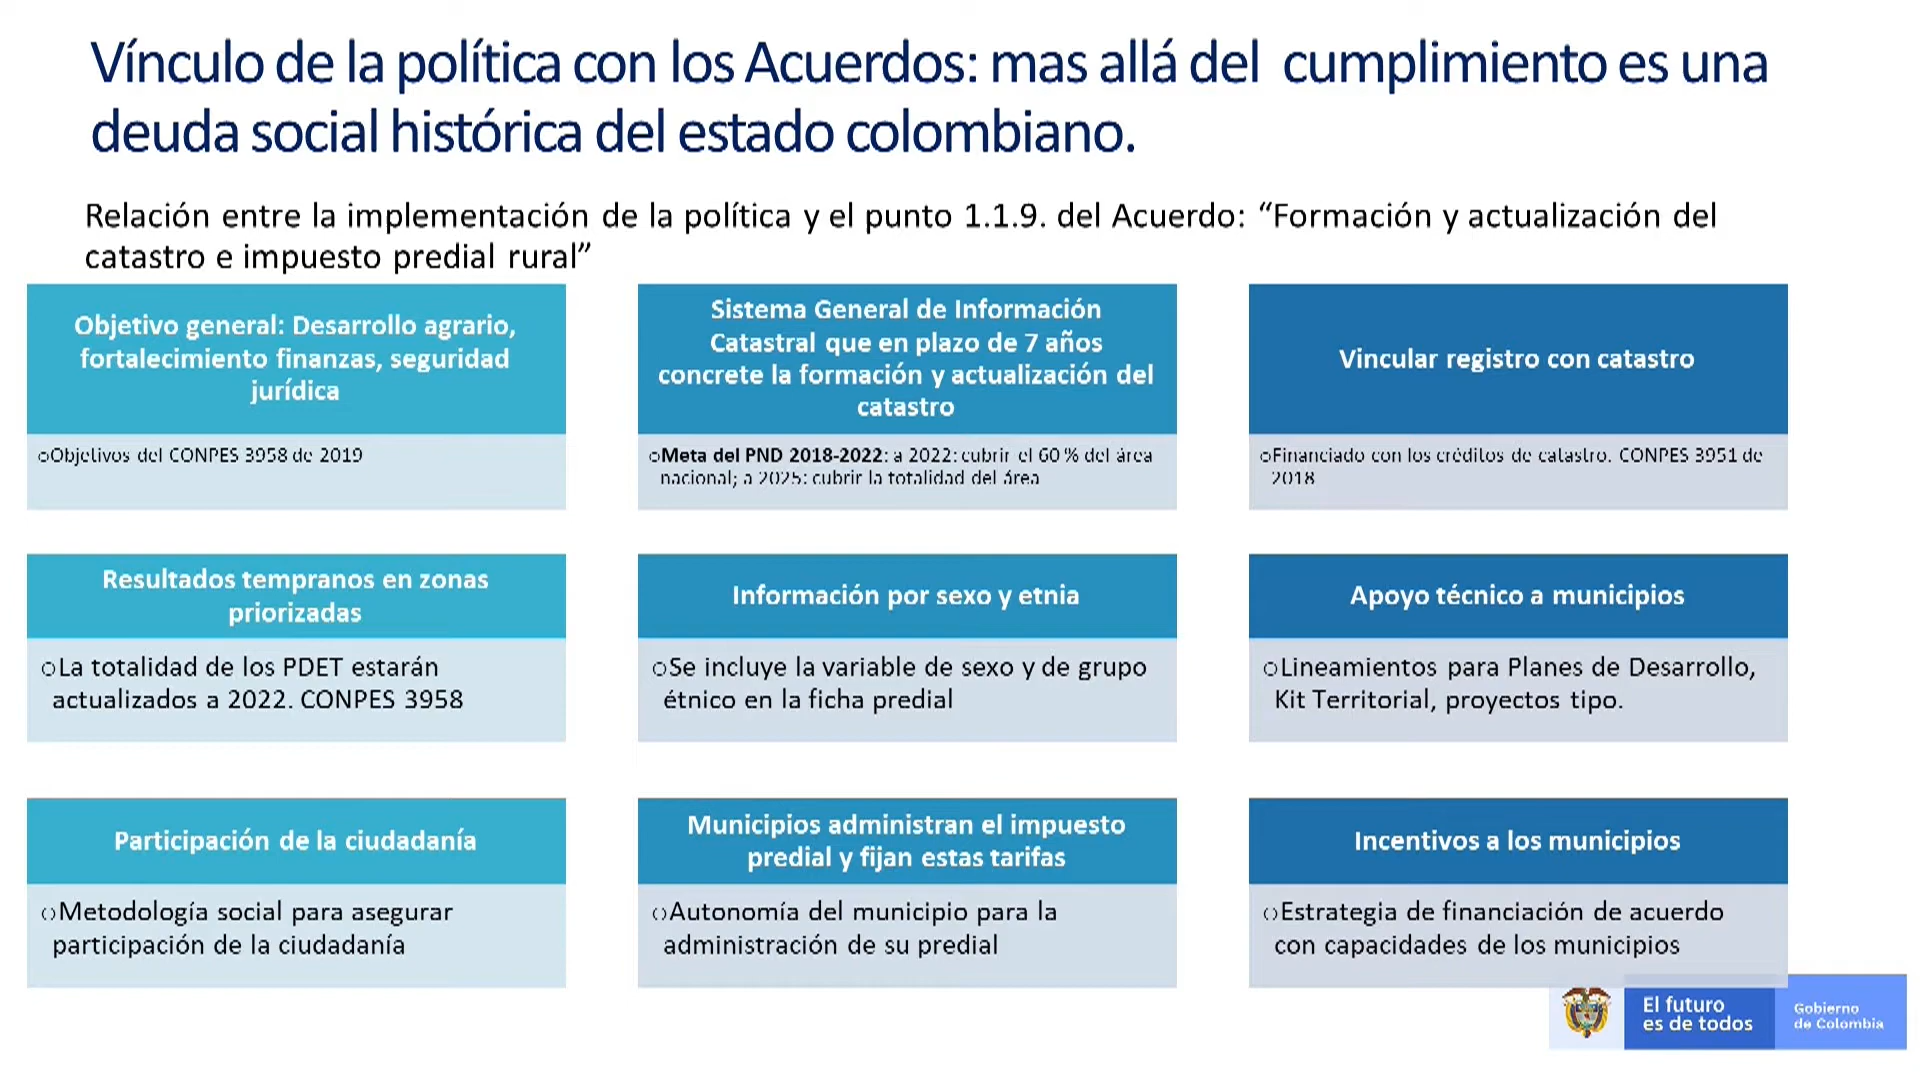 Vínculo de la política con los Acuerdos: mas allá del cumplimiento es una
deuda social histórica del estado colombiano.
Relación entre la implementación de la política y el punto 1.1.9. del Acuerdo: “Formación y actualización del
catastro e impuesto predial rural”
Objetivo general: Desarrollo agrario,
fortalecimiento finanzas, seguridad
jurídica
oObjetivos del CONPES 3958 de 2019
Sistema General de Información
Catastral que en plazo de 7 años
concrete la formación y actualización del
catastro
oMeta del PND 2018-2022: a 2022: cubrir el 60 % del área
nacional; a 2025: cubrir la totalidad del área
Vincular registro con catastro
oFinanciado con los créditos de catastro. CONPES 3951 de
2018
Resultados tempranos en zonas
priorizadas
oLa totalidad de los PDET estarán
actualizados a 2022. CONPES 3958
Información por sexo y etnia
oSe incluye la variable de sexo y de grupo
étnico en la ficha predial
Apoyo técnico a municipios
oLineamientos para Planes de Desarrollo,
Kit Territorial, proyectos tipo.
Participación de la ciudadanía
oMetodología social para asegurar
participación de la ciudadanía
Municipios administran el impuesto
predial y fijan estas tarifas
oAutonomía del municipio para la
administración de su predial
Incentivos a los municipios
oEstrategia de financiación de acuerdo
con capacidades de los municipios
El futuro
es de todos
Gobierno
de Colombia